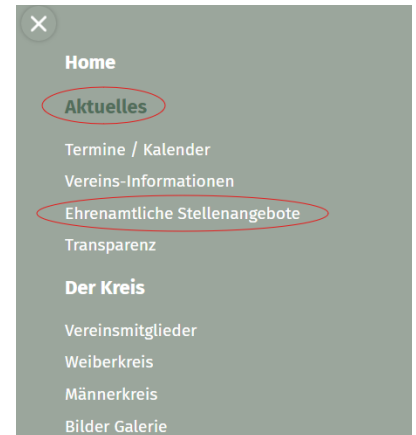 Home
Aktuelles
Termine / Kalender
Vereins-Informationen
Ehrenamtliche Stellenangebote
Transparenz
Der Kreis
Vereinsmitglieder
Weiberkreis
Männerkreis
Bilder Galerie